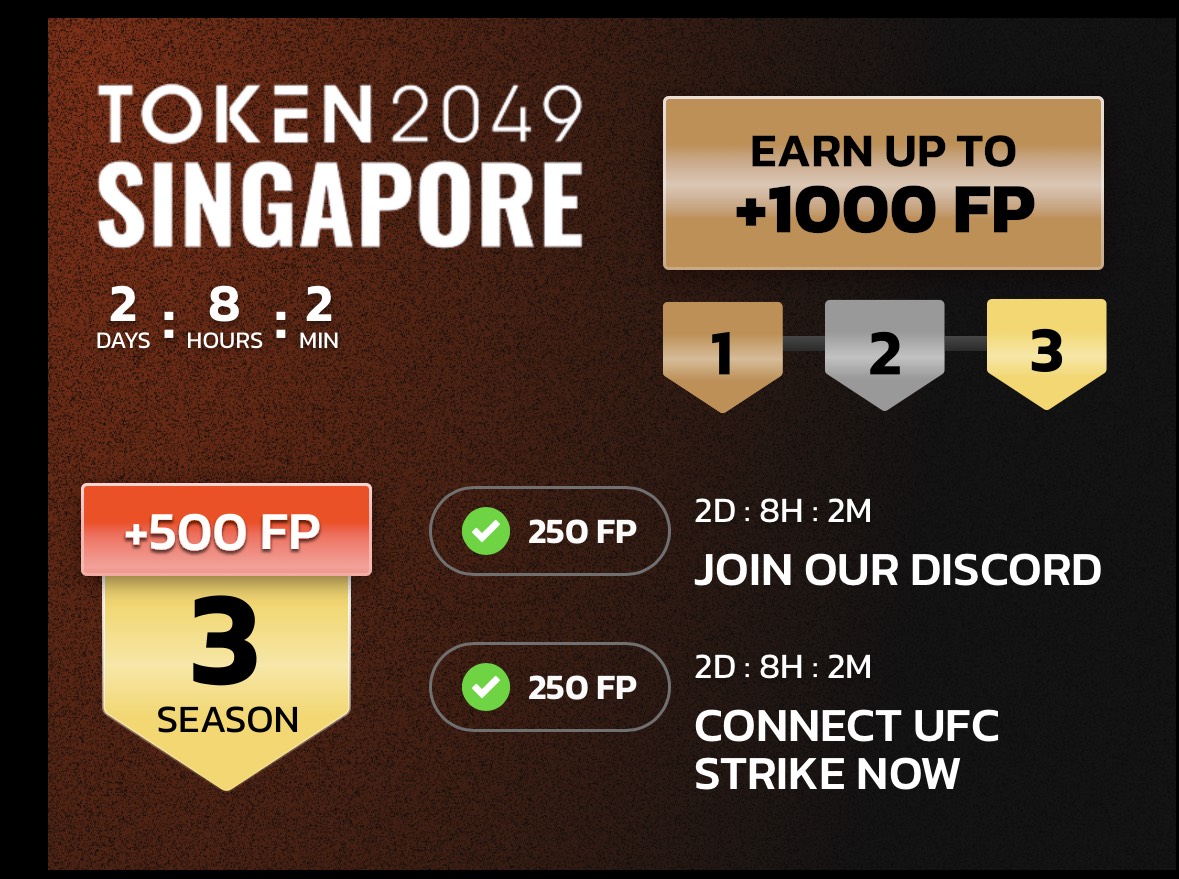 TOKEN2049
SINGAPORE
2 : 8 : 2
DAYS HOURS MIN
EARN UP TO
+1000 FP
1 2 3
+500 FP
3
SEASON
250 FP
2D : 8H : 2M
JOIN OUR DISCORD
250 FP
2D : 8H : 2M
CONNECT UFC
STRIKE NOW